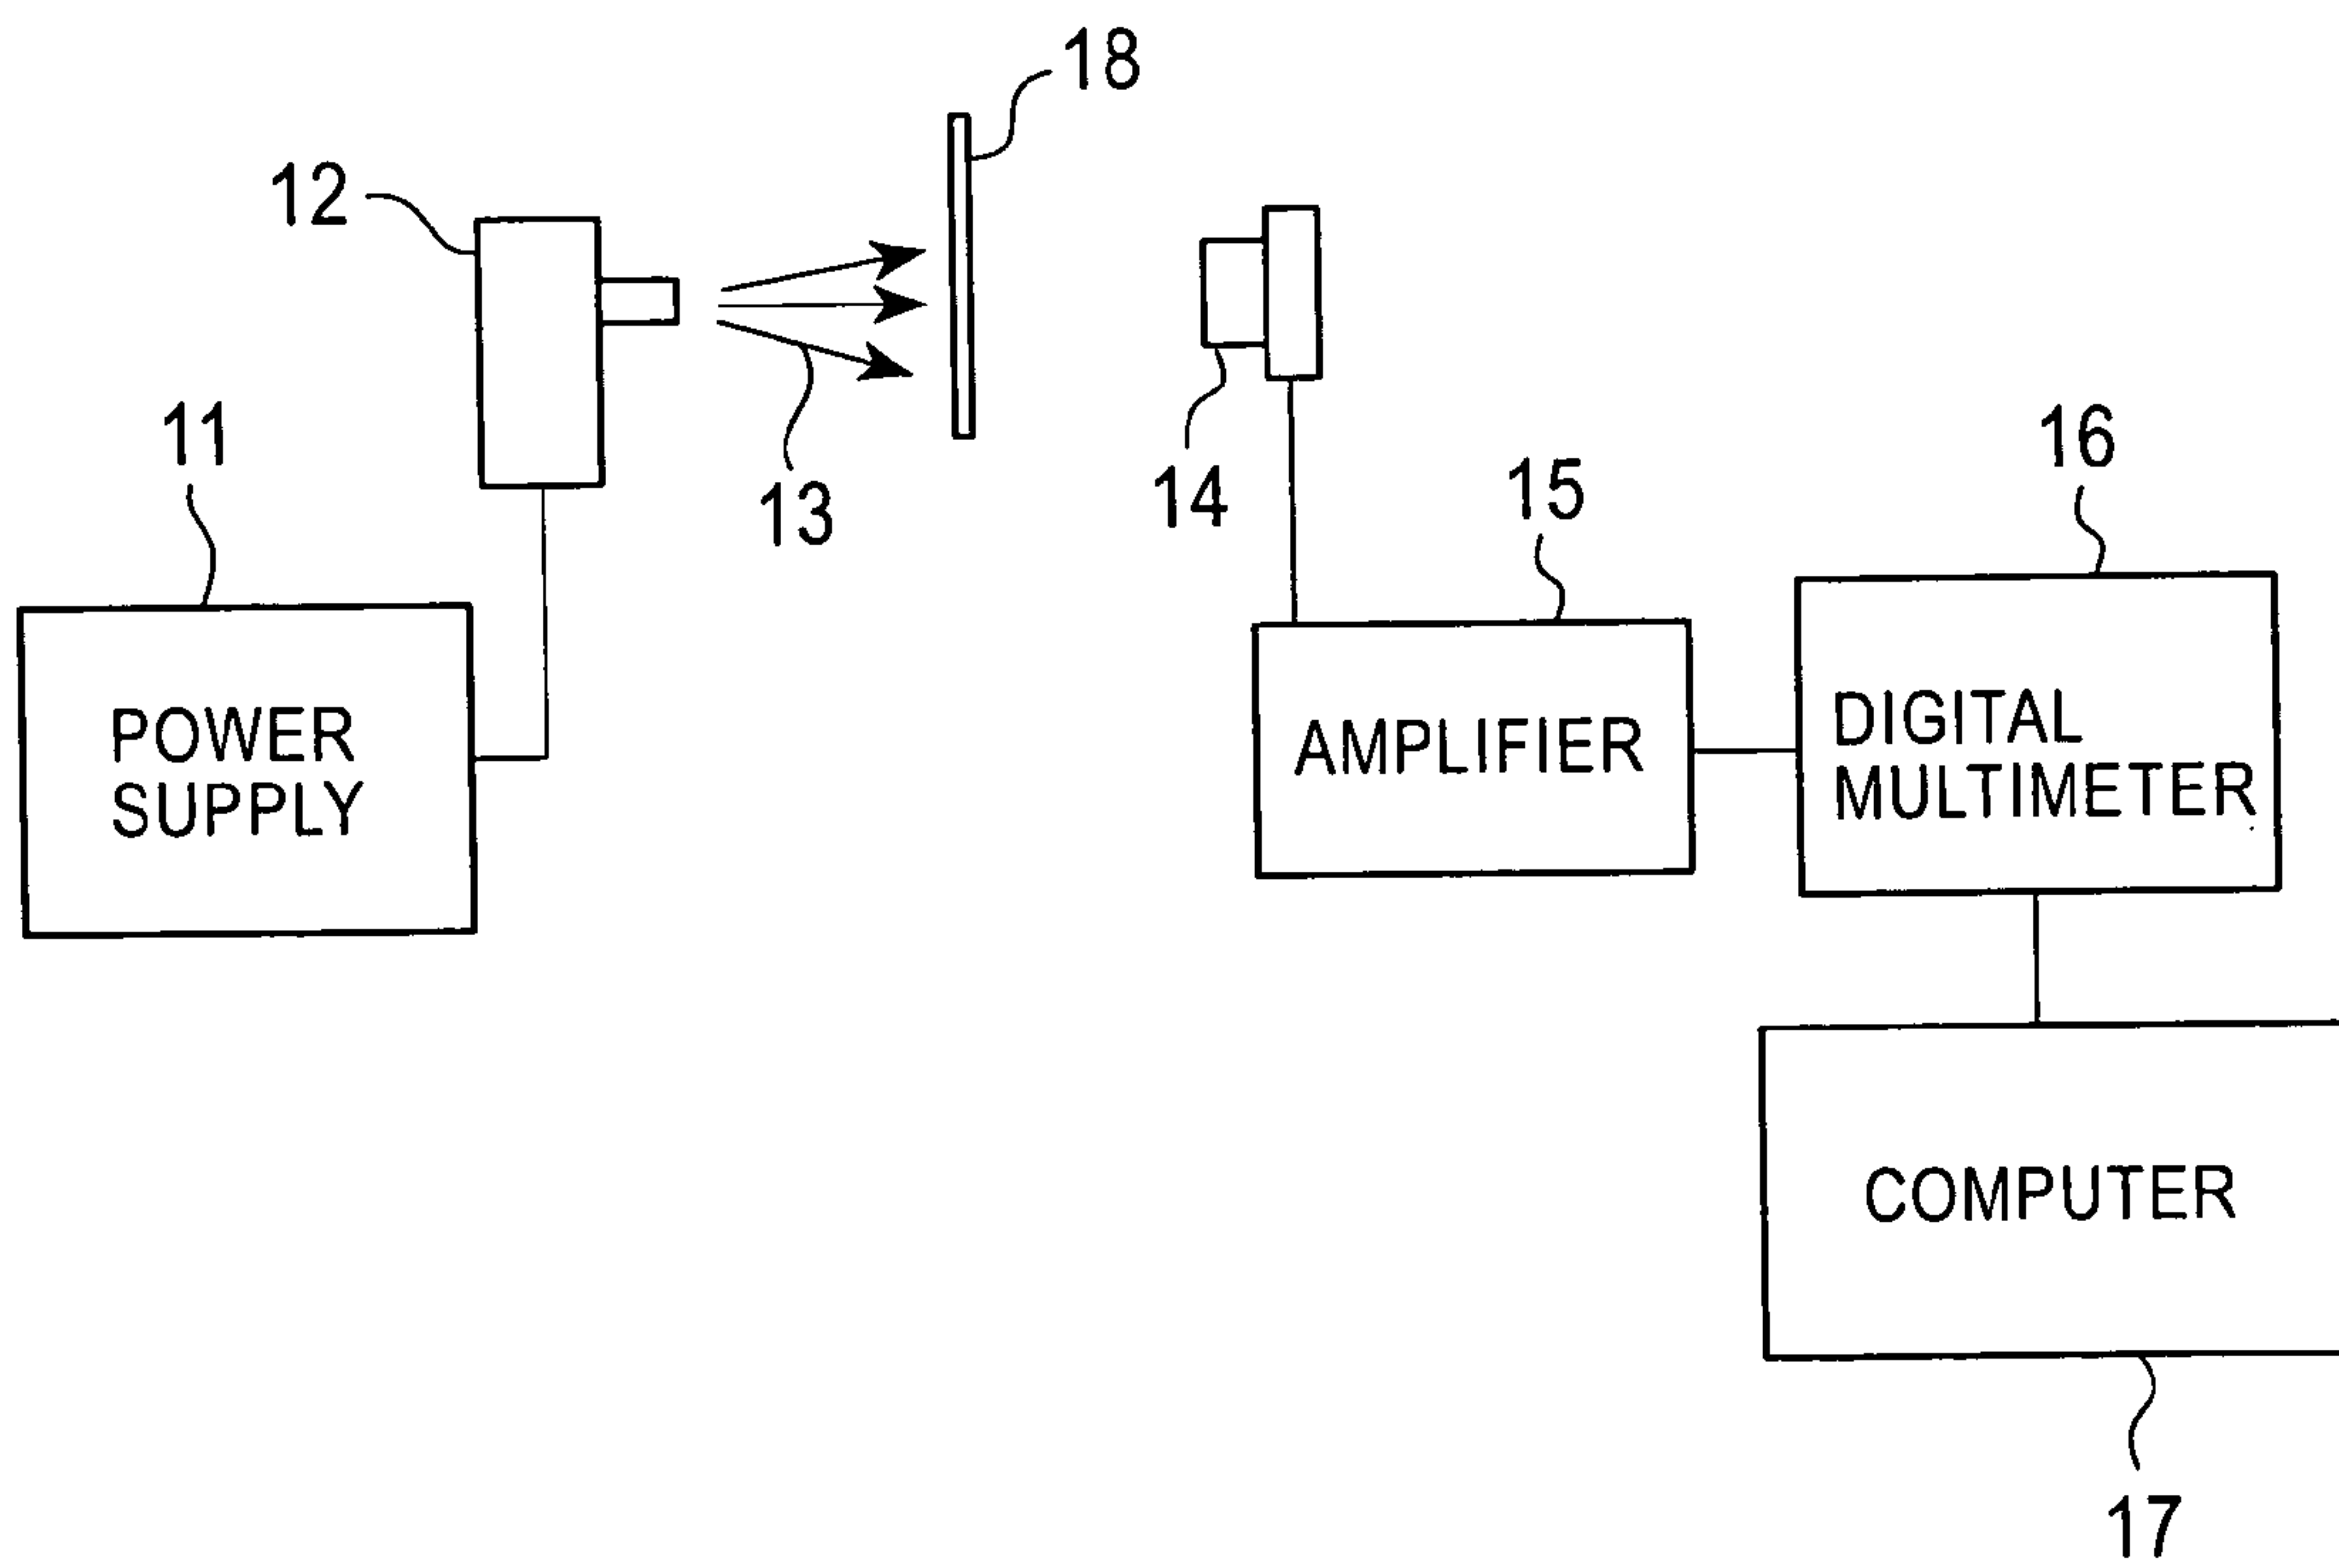 18
12
11
13
14
15
16
POWER
SUPPLY
AMPLIFIER
DIGITAL
MULTIMETER
COMPUTER
17